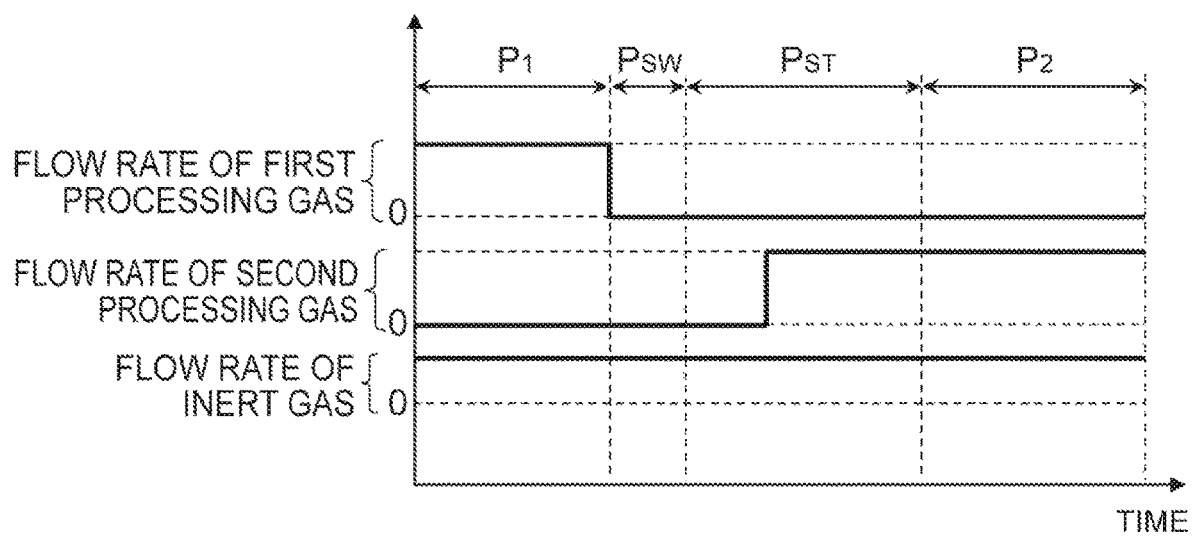 P1 PSW PST P2
FLOW RATE OF FIRST
PROCESSING GAS
0
FLOW RATE OF SECOND
PROCESSING GAS
0
FLOW RATE OF
INERT GAS
0
TIME